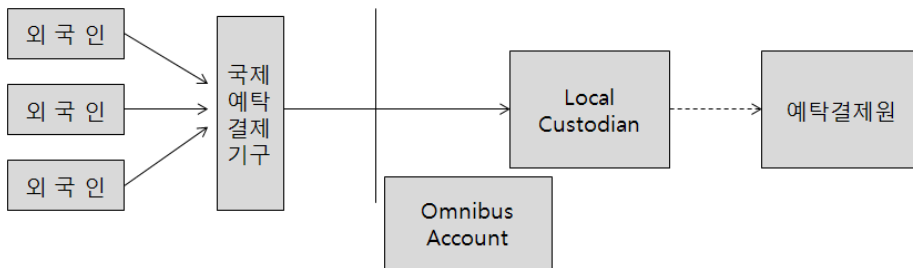 외 국 인
외 국 인
외 국 인
국제
예탁
결제
기구
Local
Custodian
예탁결제원
Omnibus
Account